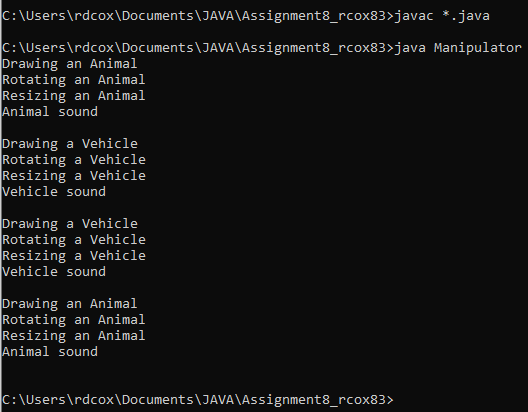 C:\Users\rdcox\Documents\JAVA\Assignment8_rcox83>javac *.java
C:\Users\rdcox\Documents\JAVA\Assignment8_rcox83>java Manipulator
Drawing an Animal
Rotating an Animal
Resizing an Animal
Animal sound
Drawing a Vehicle
Rotating a Vehicle
Resizing a Vehicle
Vehicle sound
Drawing a Vehicle
Rotating a Vehicle
Resizing a Vehicle
Vehicle sound
Drawing an Animal
Rotating an Animal
Resizing an Animal
Animal sound
C:\Users\rdcox\Documents\JAVA\Assignment8_rcox83>